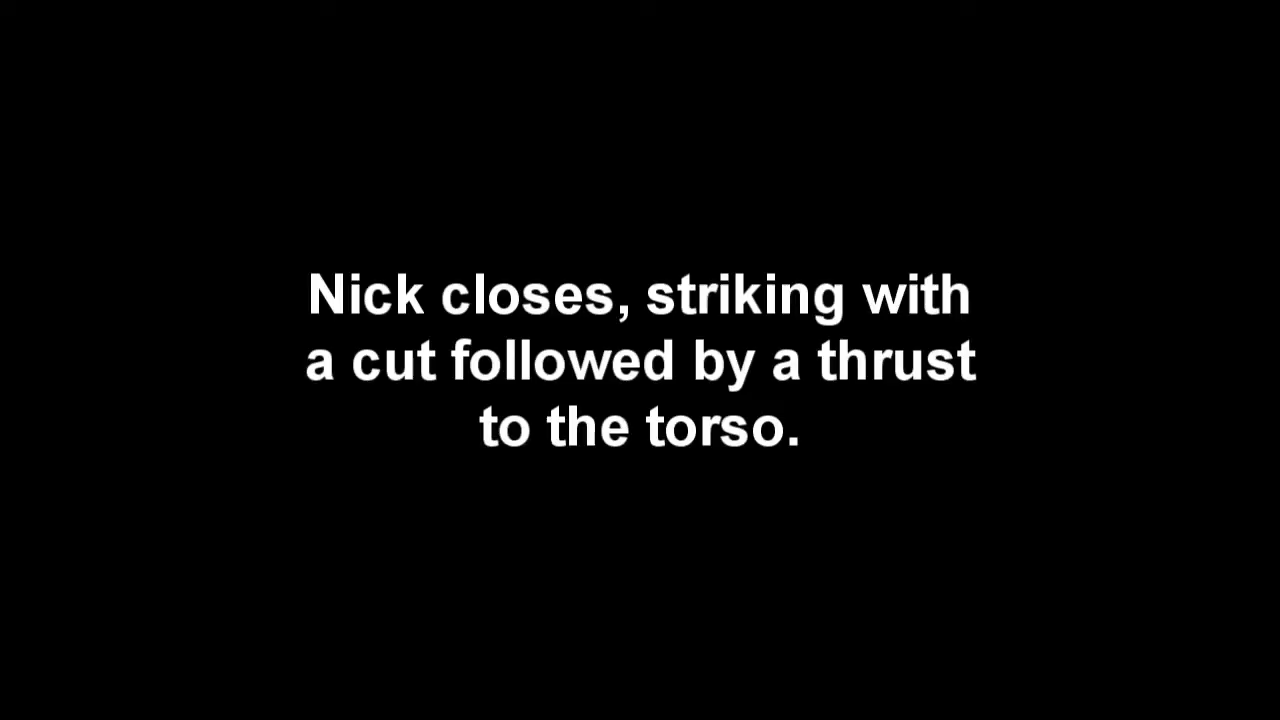 Nick closes, striking with
a cut followed by a thrust
to the torso.